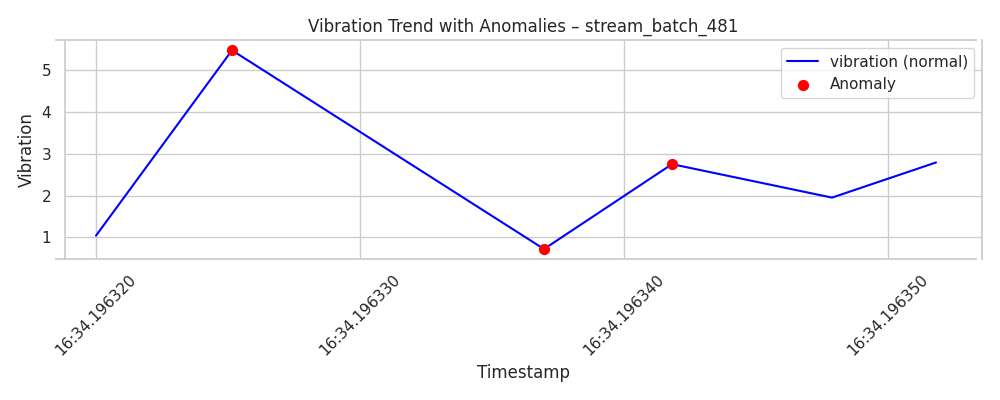 Vibration Trend with Anomalies – stream_batch_481
vibration (normal)
Anomaly
Vibration
5
4
3
2
1
16:34.196320
16:34.196330
16:34.196340
16:34.196350
Timestamp